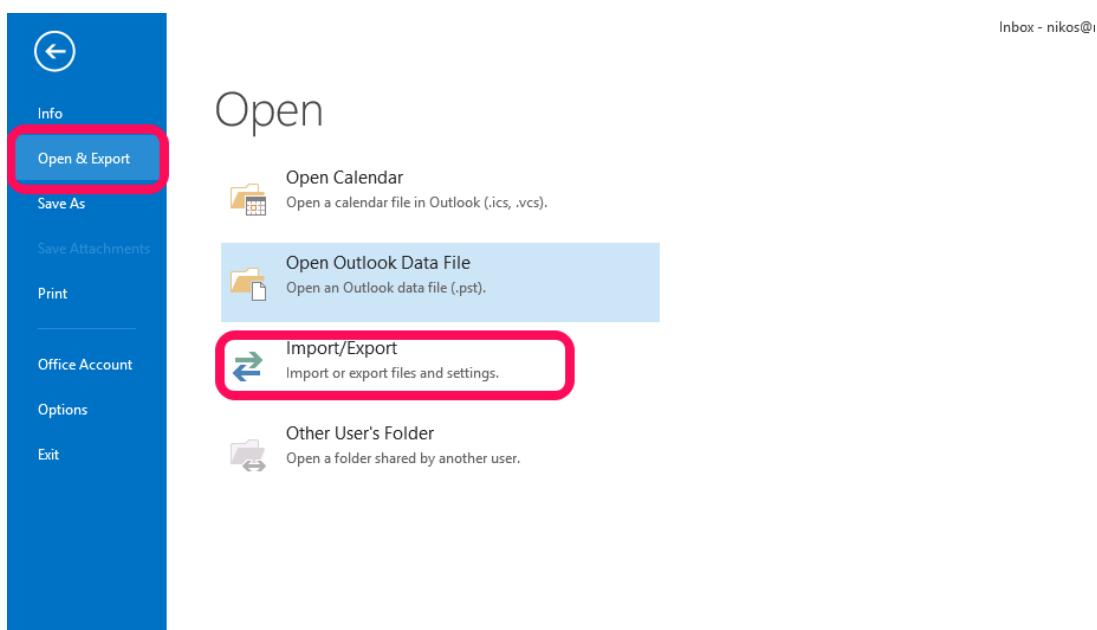 Inbox - nikos@
Info
Open & Export
Save As
Save Attachments
Print
Office Account
Options
Exit
Open
Open Calendar
Open a calendar file in Outlook (.ics, .vcs).
Open Outlook Data File
Open an Outlook data file (.pst).
Import/Export
Import or export files and settings.
Other User's Folder
Open a folder shared by another user.